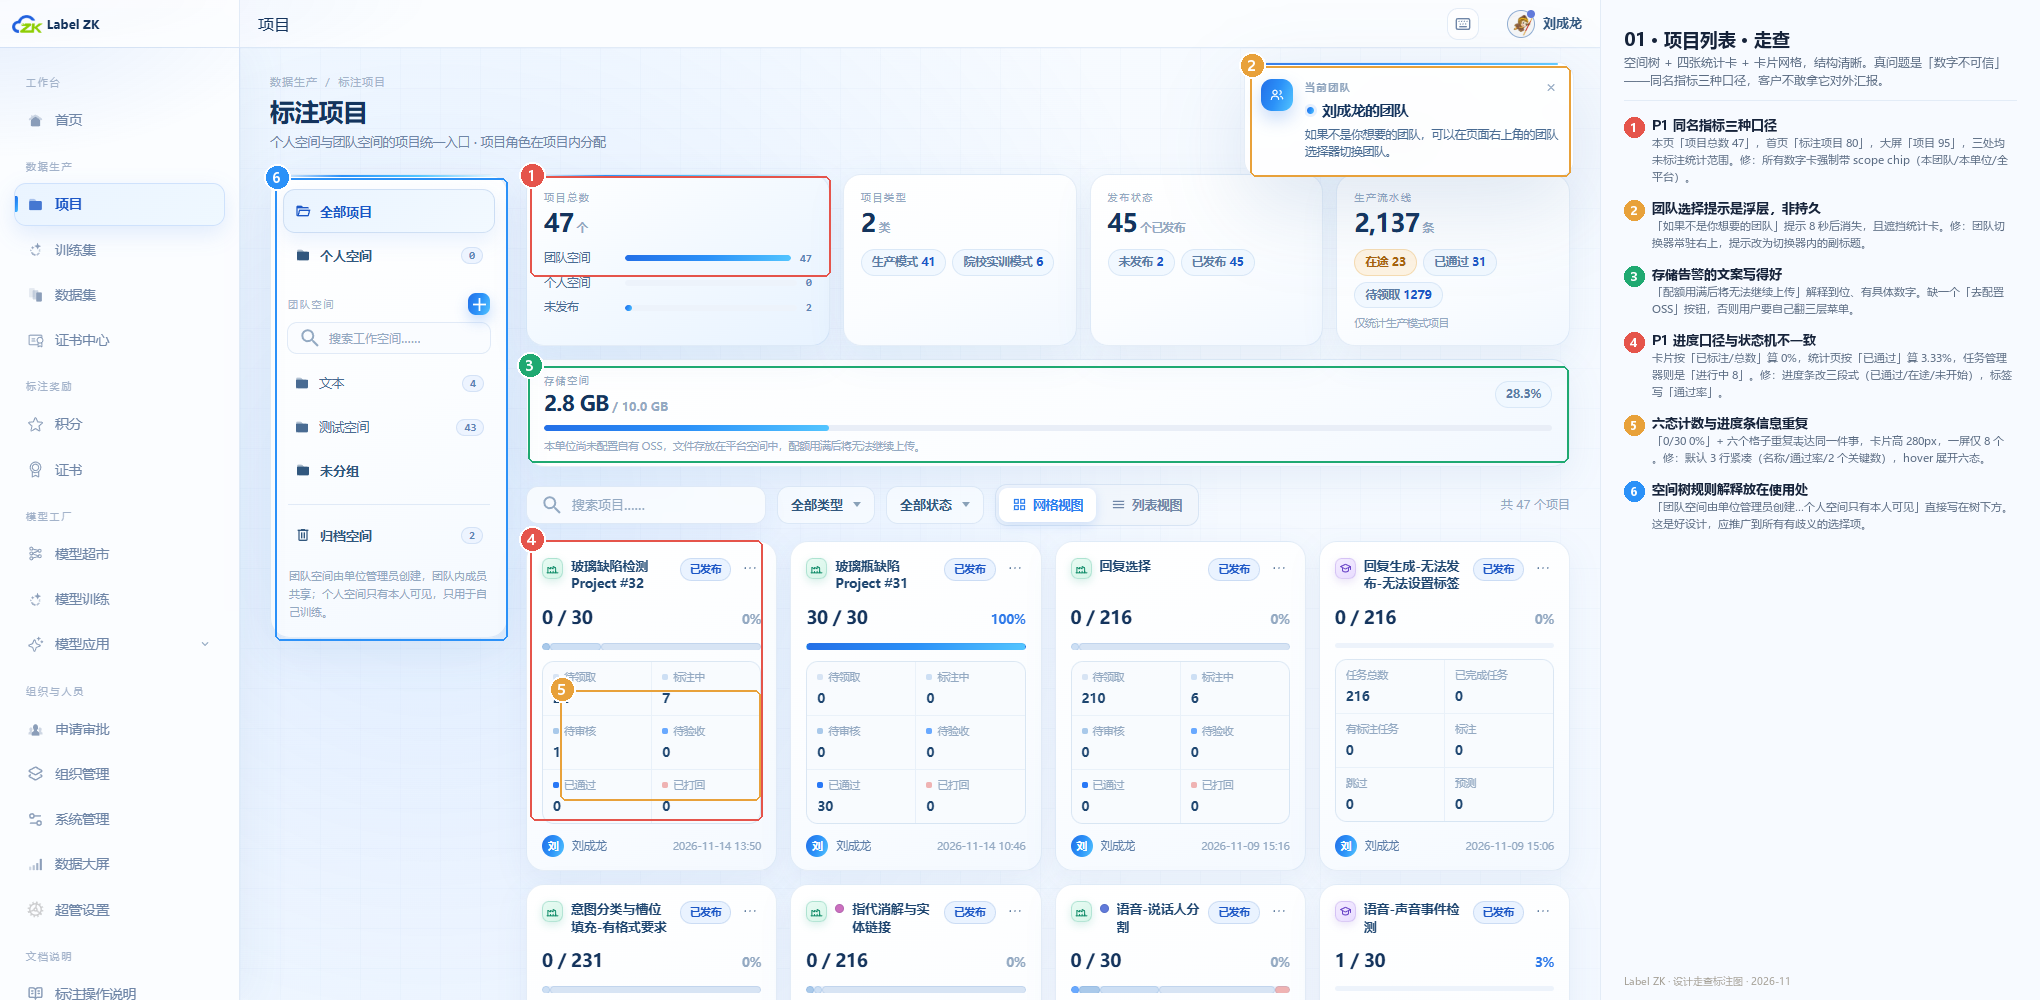 Label ZK
项目
刘成龙
工作台
首页
数据生产
项目
训练集
数据集
证书中心
标注奖励
积分
证书
模型工厂
模型超市
模型训练
模型应用
组织与人员
申请审批
组织管理
系统管理
数据大屏
超管设置
文档说明
标注操作说明
数据生产 / 标注项目
标注项目
个人空间与团队空间的项目统一入口 · 项目角色在项目内分配
2
当前团队
刘成龙的团队
如果不是你想要的团队，可以在页面右上角的团队
选择器切换团队。
6
全部项目
个人空间 0
团队空间
搜索工作空间......
文本 4
测试空间 43
未分组
归档空间 2
团队空间由单位管理员创建，团队内成员
共享；个人空间只有本人可见，只用于自
己训练。
1
项目总数
47 个
团队空间 47
个人空间 0
未发布 2
项目类型
2 类
生产模式 41 院校实训模式 6
发布状态
45 个已发布
未发布 2 已发布 45
生产流水线
2,137 条
在途 23 已通过 31
待领取 1279
仅统计生产模式项目
3
存储空间
2.8 GB / 10.0 GB
28.3%
本单位尚未配置自有 OSS，文件存放在平台空间中，配额用满后将无法继续上传。
搜索项目...... 全部类型 全部状态 网格视图 列表视图 共 47 个项目
4
玻璃缺陷检测
Project #32
已发布
0 / 30 0%
待领取 标注中
7
5
待审核 待验收
1 0
已通过 已打回
0 0
刘 刘成龙 2026-11-14 13:50
玻璃瓶缺陷
Project #31
已发布
30 / 30 100%
待领取 标注中
0 0
待审核 待验收
0 0
已通过 已打回
30 0
刘 刘成龙 2026-11-14 10:46
回复选择
已发布
0 / 216 0%
待领取 标注中
210 6
待审核 待验收
0 0
已通过 已打回
0 0
刘 刘成龙 2026-11-09 15:16
回复生成-无法发
布-无法设置标签
已发布
0 / 216 0%
任务总数 已完成任务
216 0
有标注任务 标注
0 0
跳过 预测
0 0
刘 刘成龙 2026-11-09 15:06
意图分类与槽位
填充-有格式要求
已发布
0 / 231 0%
指代消解与实
体链接
已发布
0 / 216 0%
语音-说话人分
割
已发布
0 / 30 0%
语音-声音事件检
测
已发布
1 / 30 3%
01 · 项目列表 · 走查
空间树 + 四张统计卡 + 卡片网格，结构清晰。真问题是「数字不可信」
——同名指标三种口径，客户不敢拿它对外汇报。
1 P1 同名指标三种口径
本页「项目总数 47」，首页「标注项目 80」，大屏「项目 95」，三处均
未标注统计范围。修：所有数字卡强制带 scope chip（本团队/本单位/全
平台）。
2 团队选择提示是浮层，非持久
「如果不是你想要的团队」提示 8 秒后消失，且遮挡统计卡。修：团队切
换器常驻右上，提示改为切换器内的副标题。
3 存储告警的文案写得好
「配额用满后将无法继续上传」解释到位、有具体数字。缺一个「去配置
OSS」按钮，否则用户要自己翻三层菜单。
4 P1 进度口径与状态机不一致
卡片按「已标注/总数」算 0%，统计页按「已通过」算 3.33%，任务管理
器则是「进行中 8」。修：进度条改三段式（已通过/在途/未开始），标签
写「通过率」。
5 六态计数与进度条信息重复
「0/30 0%」+ 六个格子重复表达同一件事，卡片高 280px，一屏仅 8 个
。修：默认 3 行紧凑（名称/通过率/2 个关键数），hover 展开六态。
6 空间树规则解释放在使用处
「团队空间由单位管理员创建...个人空间只有本人可见」直接写在树下方。
这是好设计，应推广到所有有歧义的选择项。
Label ZK · 设计走查标注图 · 2026-11